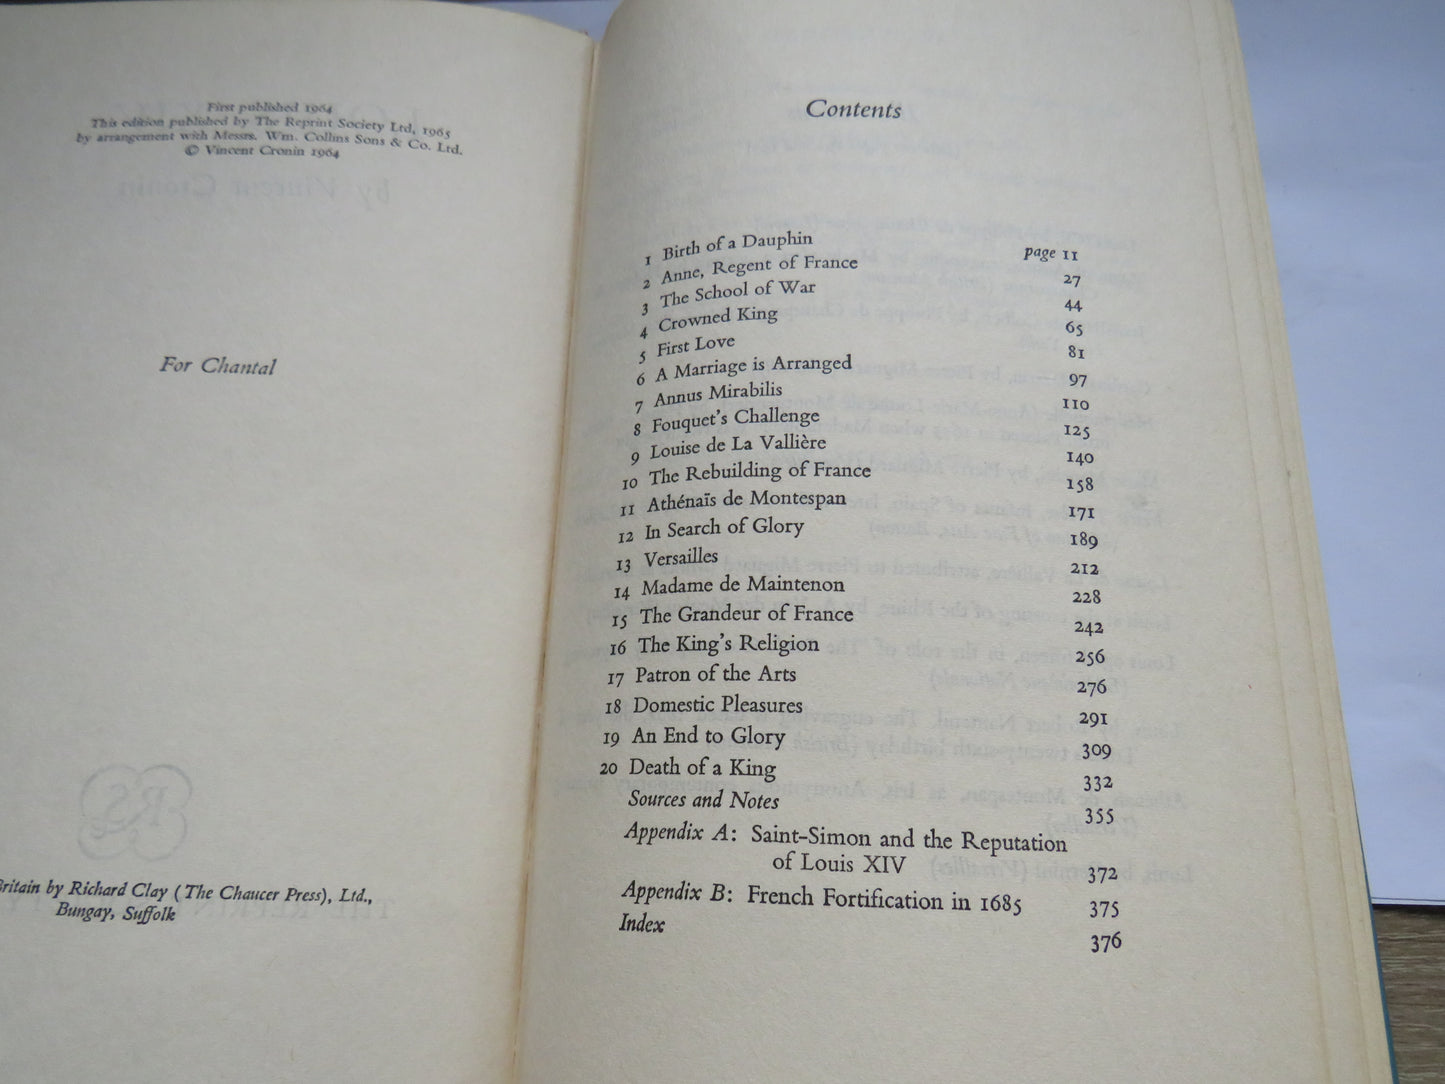 First published 1964
This edition published by The Reprint Society Ltd, 1965
by arrangement with Messrs. Wm. Collins Sons & Co. Ltd.
© Vincent Cronin 1964
by Vincent Cronin
For Chantal
RS
Britain by Richard Clay (The Chaucer Press), Ltd.,
Bungay, Suffolk
Contents
1 Birth of a Dauphin page 11
2 Anne, Regent of France 27
3 The School of War 44
4 Crowned King 65
5 First Love 81
6 A Marriage is Arranged 97
7 Annus Mirabilis 110
8 Fouquet's Challenge 125
9 Louise de La Vallière 140
10 The Rebuilding of France 158
11 Athénaïs de Montespan 171
12 In Search of Glory 189
13 Versailles 212
14 Madame de Maintenon 228
15 The Grandeur of France 242
16 The King's Religion 256
17 Patron of the Arts 276
18 Domestic Pleasures 291
19 An End to Glory 309
20 Death of a King 332
Sources and Notes 355
Appendix A: Saint-Simon and the Reputation
of Louis XIV 372
Appendix B: French Fortification in 1685 375
Index 376